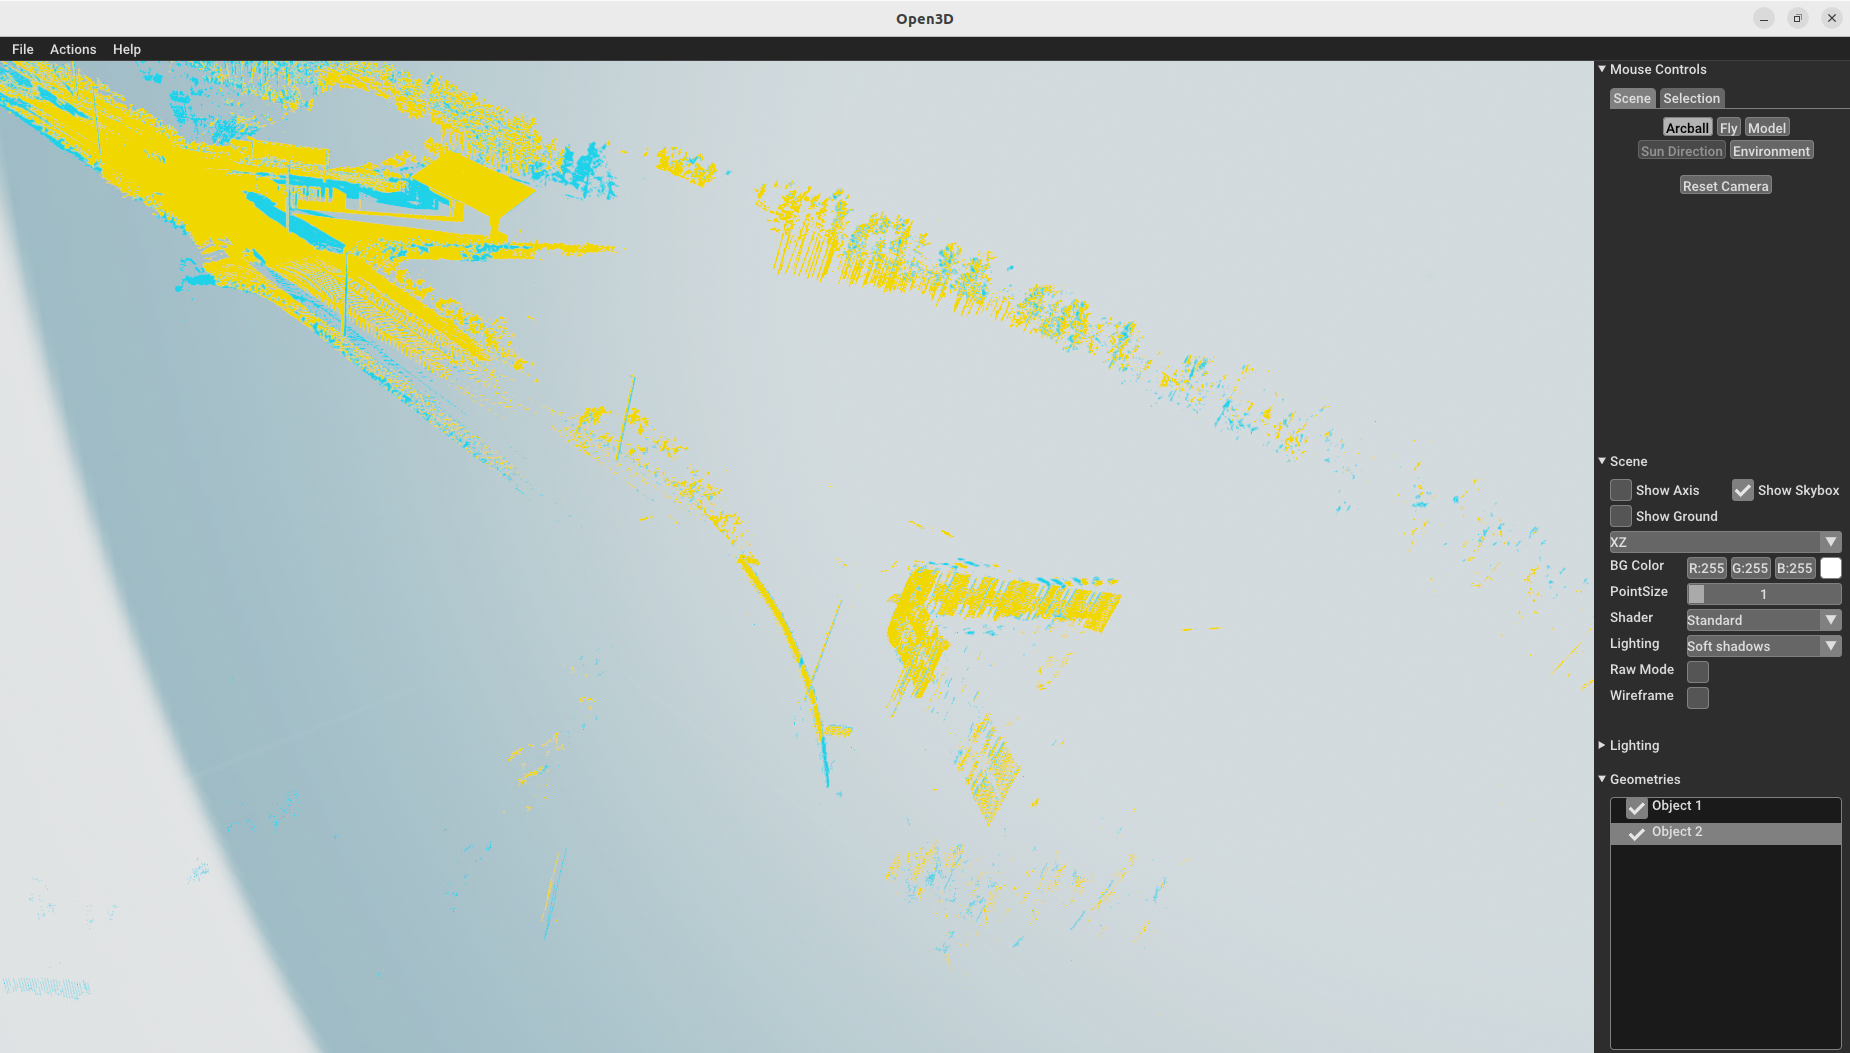 Open3D
File Actions Help
Mouse Controls
Scene Selection
Arcball Fly Model
Sun Direction Environment
Reset Camera
Scene
Show Axis Show Skybox
Show Ground
XZ
BG Color R:255 G:255 B:255
PointSize 1
Shader Standard
Lighting Soft shadows
Raw Mode
Wireframe
Lighting
Geometries
Object 1
Object 2